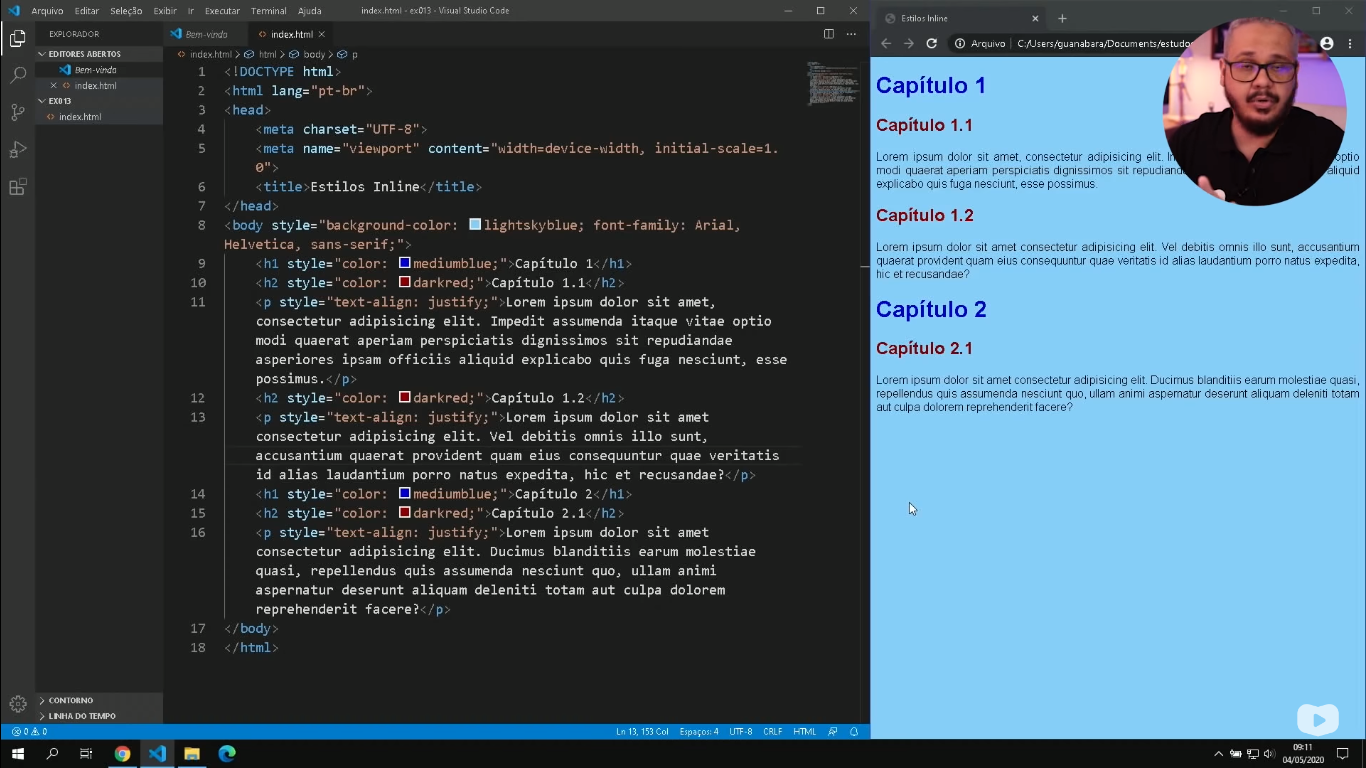 Arquivo Editar Seleção Exibir Ir Executar Terminal Ajuda
index.html - ex013 - Visual Studio Code
EXPLORADOR
EDITORES ABERTOS
Bem-vindo
index.html
EX013
index.html
CONTORNO
LINHA DO TEMPO
Bem-vindo index.html
index.html > html > body > p
1 <!DOCTYPE html>
2 <html lang="pt-br">
3 <head>
4 <meta charset="UTF-8">
5 <meta name="viewport" content="width=device-width, initial-scale=1.
0">
6 <title>Estilos Inline</title>
7 </head>
8 <body style="background-color: lightskyblue; font-family: Arial,
Helvetica, sans-serif;">
9 <h1 style="color: mediumblue;">Capítulo 1</h1>
10 <h2 style="color: darkred;">Capítulo 1.1</h2>
11 <p style="text-align: justify;">Lorem ipsum dolor sit amet,
consectetur adipisicing elit. Impedit assumenda itaque vitae optio
modi quaerat aperiam perspiciatis dignissimos sit repudiandae
asperiores ipsam officiis aliquid explicabo quis fuga nesciunt, esse
possimus.</p>
12 <h2 style="color: darkred;">Capítulo 1.2</h2>
13 <p style="text-align: justify;">Lorem ipsum dolor sit amet
consectetur adipisicing elit. Vel debitis omnis illo sunt,
accusantium quaerat provident quam eius consequuntur quae veritatis
id alias laudantium porro natus expedita, hic et recusandae?</p>
14 <h1 style="color: mediumblue;">Capítulo 2</h1>
15 <h2 style="color: darkred;">Capítulo 2.1</h2>
16 <p style="text-align: justify;">Lorem ipsum dolor sit amet
consectetur adipisicing elit. Ducimus blanditiis earum molestiae
quasi, repellendus quis assumenda nesciunt quo, ullam animi
aspernatur deserunt aliquam deleniti totam aut culpa dolorem
reprehenderit facere?</p>
17 </body>
18 </html>
0 0
Ln 13, 153 Col Espaços: 4 UTF-8 CRLF HTML
Estilos Inline
Arquivo C:/Users/guanabara/Documents/estudos
Capítulo 1
Capítulo 1.1
Lorem ipsum dolor sit amet, consectetur adipisicing elit. optio
modi quaerat aperiam perspiciatis dignissimos sit aliquid
explicabo quis fuga nesciunt, esse possimus.
Capítulo 1.2
Lorem ipsum dolor sit amet consectetur adipisicing elit. Vel debitis omnis illo sunt, accusantium
quaerat provident quam eius consequuntur quae veritatis id alias laudantium porro natus expedita,
hic et recusandae?
Capítulo 2
Capítulo 2.1
Lorem ipsum dolor sit amet consectetur adipisicing elit. Ducimus blanditiis earum molestiae quasi,
repellendus quis assumenda nesciunt quo, ullam animi aspernatur deserunt aliquam deleniti totam
aut culpa dolorem reprehenderit facere?
09:11
04/05/2020